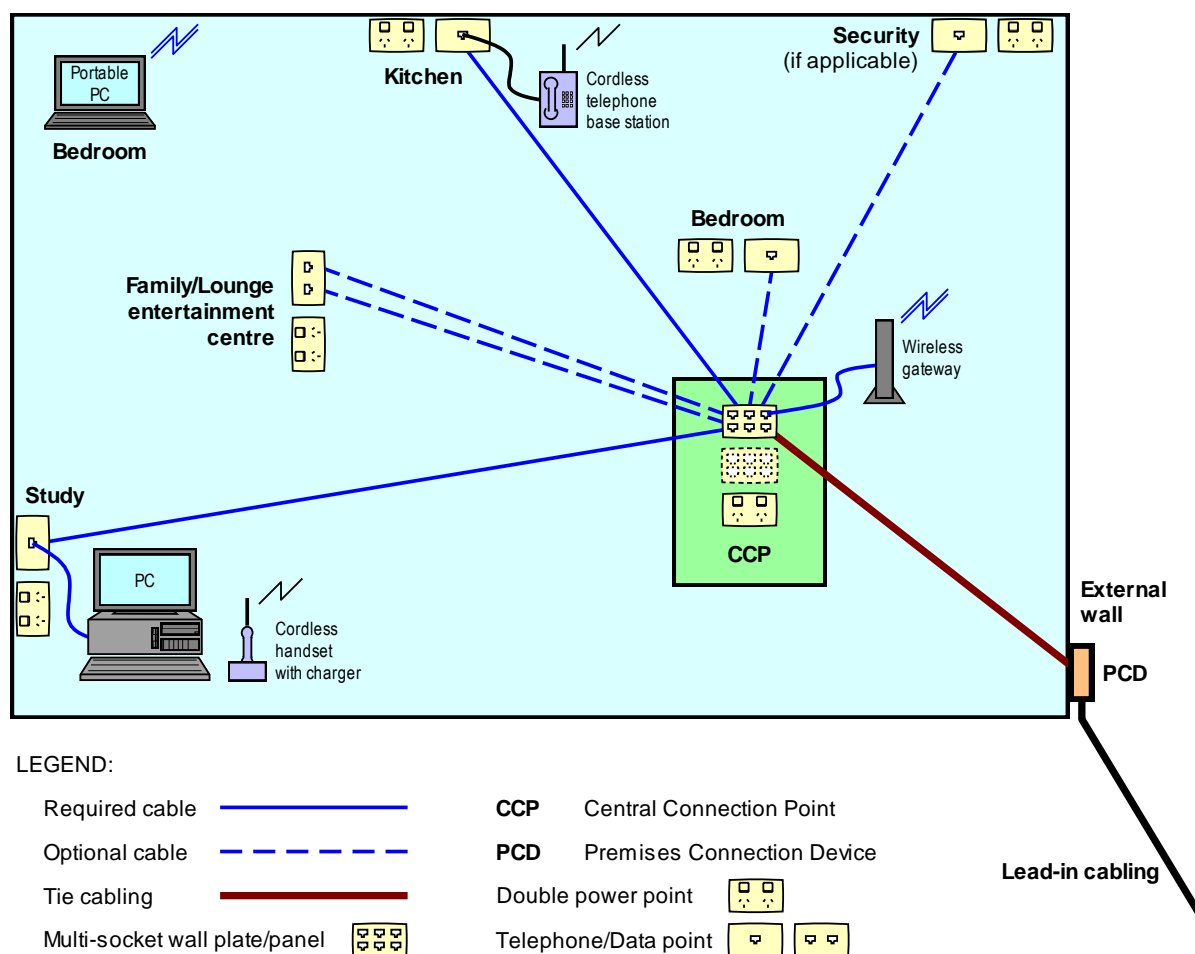 Portable
PC
Bedroom
Kitchen
Cordless
telephone
base station
Security
(if applicable)
Bedroom
Family/Lounge
entertainment
centre
Wireless
gateway
CCP
Study
PC
Cordless
handset
with charger
External
wall
PCD
Lead-in cabling
LEGEND:
Required cable
CCP Central Connection Point
Optional cable
PCD Premises Connection Device
Tie cabling
Double power point
Multi-socket wall plate/panel
Telephone/Data point